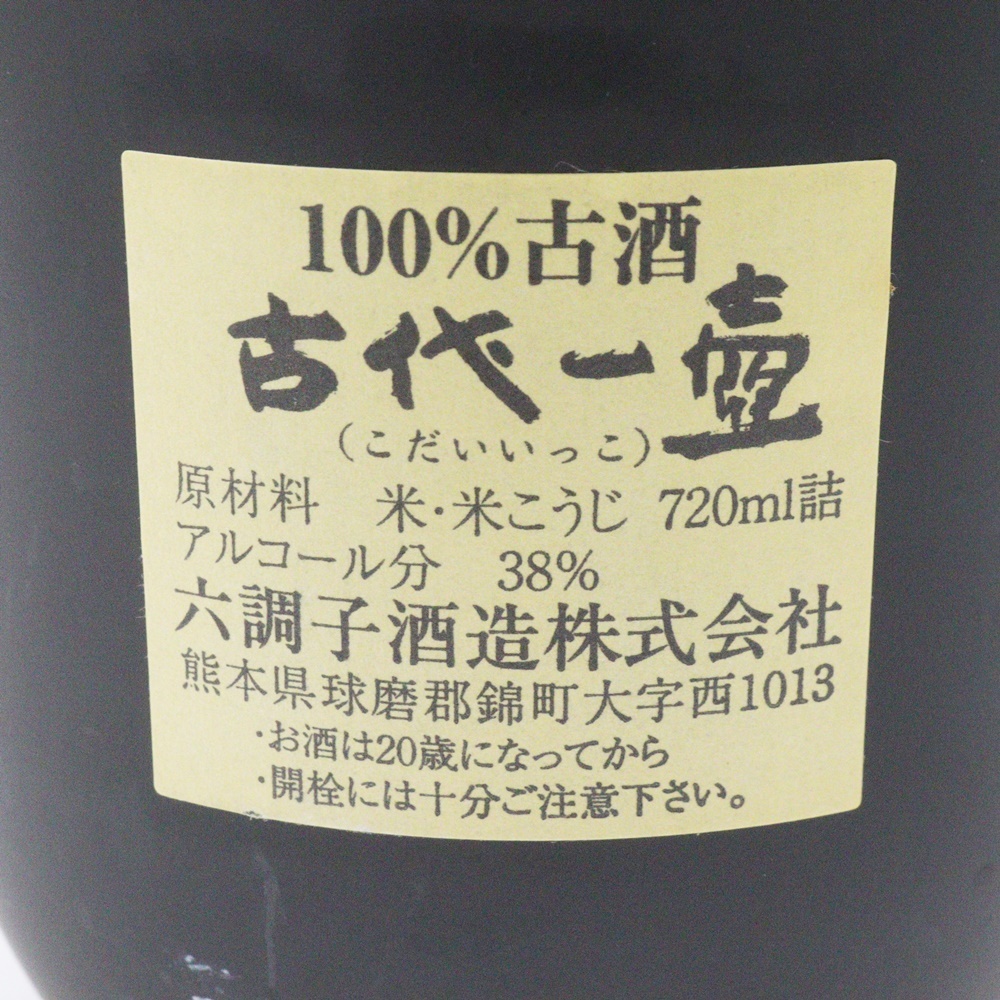 100%古酒
古代一壺
(こだいいっこ)
原材料　米・米こうじ　720ml詰
アルコール分　38%
六調子酒造株式会社
熊本県球磨郡錦町大字西1013
・お酒は20歳になってから
・開栓には十分ご注意下さい。